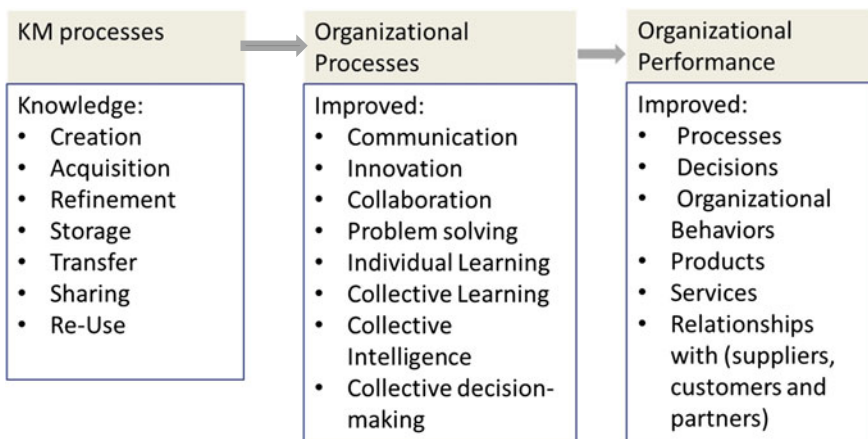 KM processes
Knowledge:
• Creation
• Acquisition
• Refinement
• Storage
• Transfer
• Sharing
• Re-Use
Organizational
Processes
Improved:
• Communication
• Innovation
• Collaboration
• Problem solving
• Individual Learning
• Collective Learning
• Collective
Intelligence
• Collective decision-
making
Organizational
Performance
Improved:
• Processes
• Decisions
• Organizational
Behaviors
• Products
• Services
• Relationships
with (suppliers,
customers and
partners)